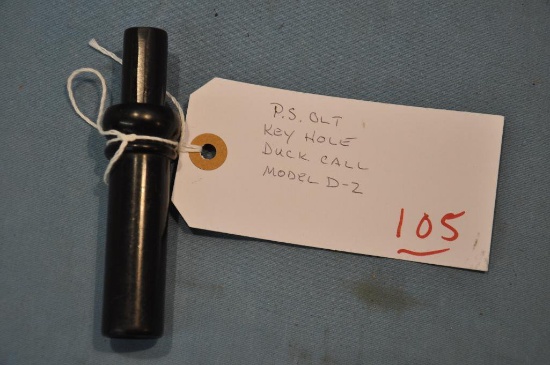 P.S. OLT
KEY HOLE
DUCK CALL
MODEL D-2
105